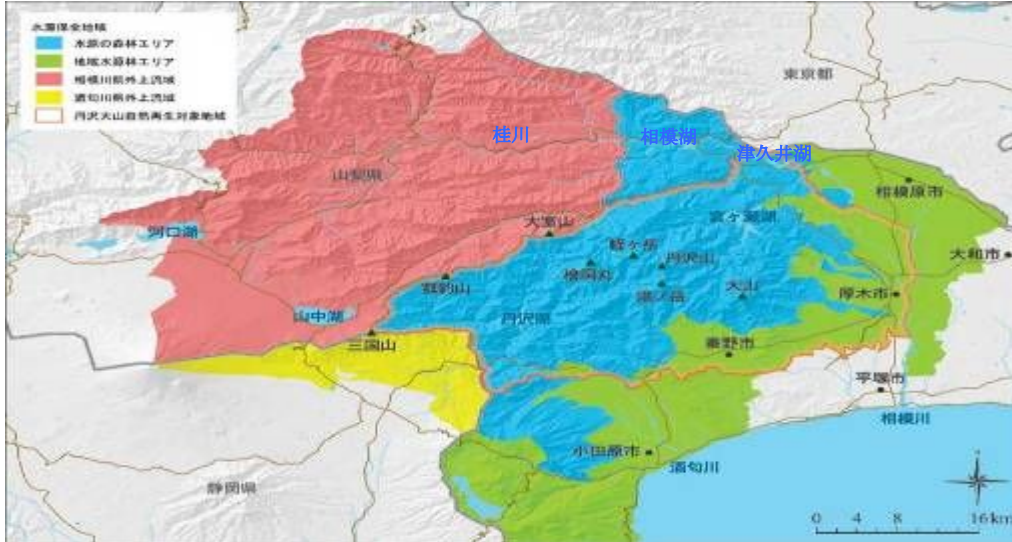 水源保全地域
水源の森林エリア
地域水源林エリア
相模川県外上流域
酒匂川県外上流域
丹沢大山自然再生対象地域
東京都
桂川
相模湖
津久井湖
山梨県
相模原市
宮ヶ瀬湖
大室山
河口湖
蛭ヶ岳
大和市
檜洞丸
丹沢山
菰釣山
塔ノ岳
大山
厚木市
山中湖
丹沢湖
三国山
秦野市
平塚市
相模川
小田原市
酒匂川
静岡県
0 4 8 16 km